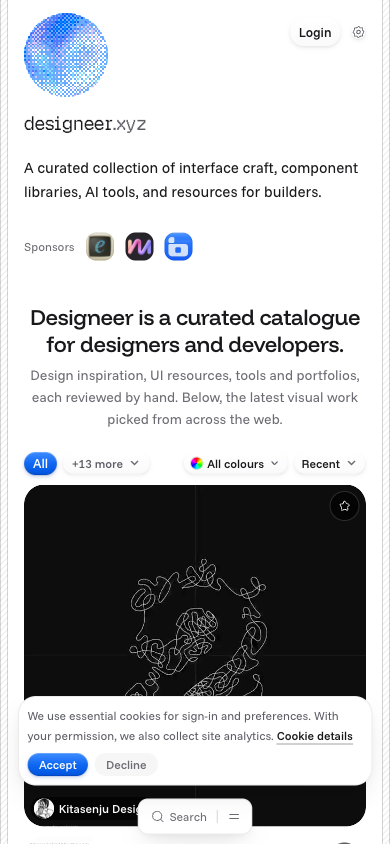 Login
designeer.xyz
A curated collection of interface craft, component
libraries, AI tools, and resources for builders.
Sponsors
Designeer is a curated catalogue
for designers and developers.
Design inspiration, UI resources, tools and portfolios,
each reviewed by hand. Below, the latest visual work
picked from across the web.
All
+13 more
All colours
Recent
We use essential cookies for sign-in and preferences. With
your permission, we also collect site analytics. Cookie details
Accept
Decline
Kitasenju
Search